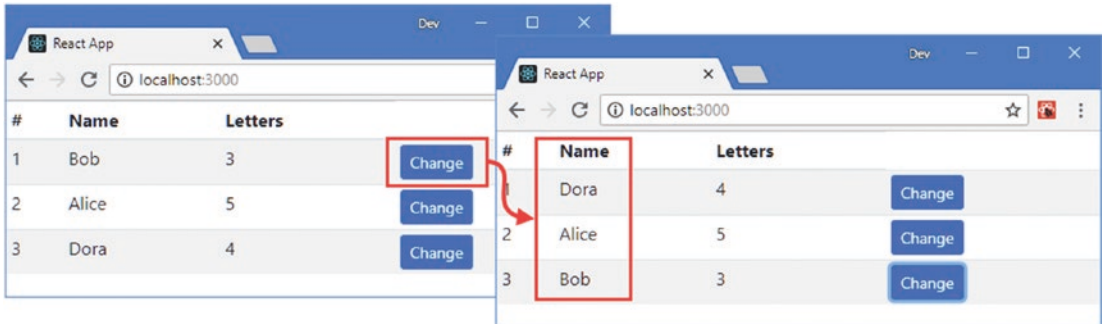 Dev
React App
localhost:3000
# Name Letters
1 Bob 3 Change
2 Alice 5 Change
3 Dora 4 Change
Dev
React App
localhost:3000
# Name Letters
1 Dora 4 Change
2 Alice 5 Change
3 Bob 3 Change